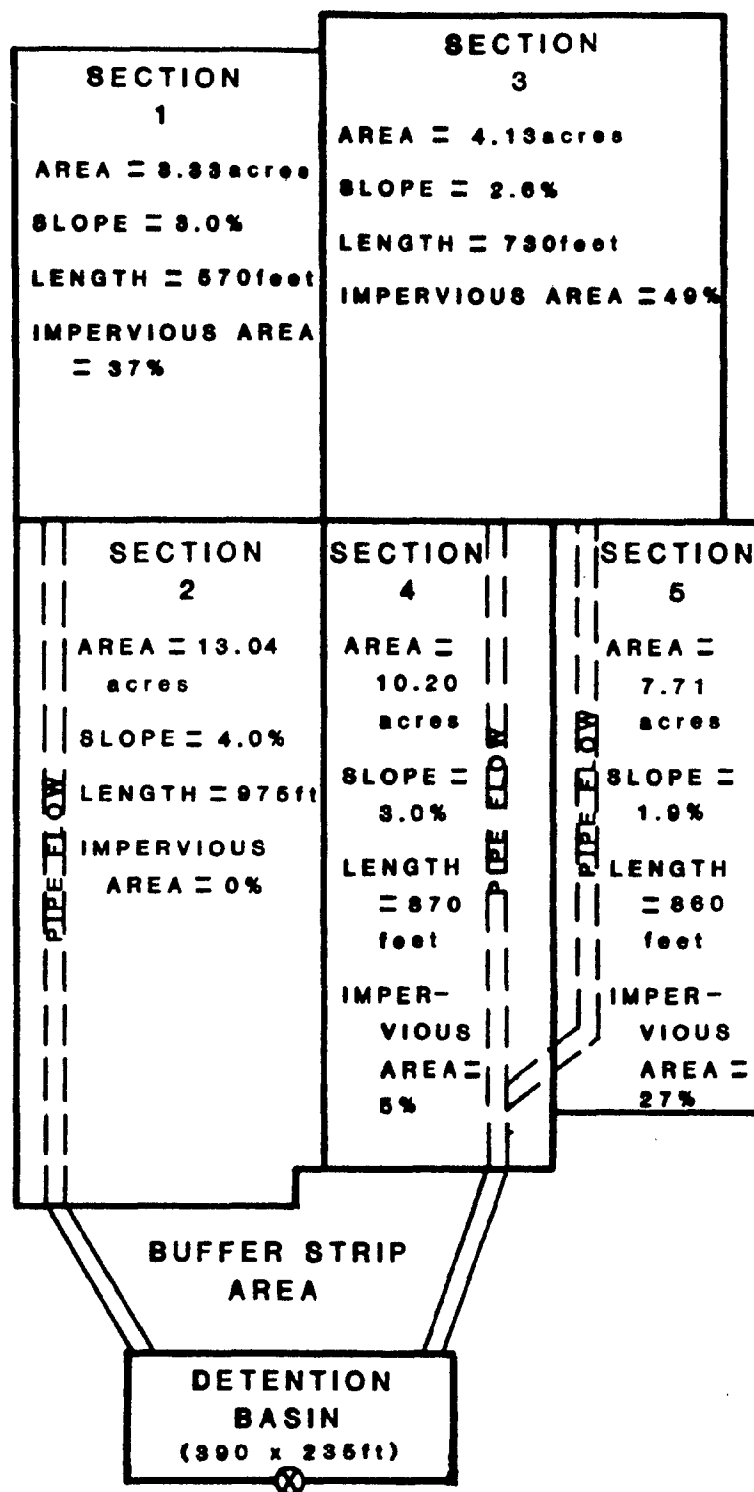 SECTION
1
AREA = 3.33acres
SLOPE = 3.0%
LENGTH = 570feet
IMPERVIOUS AREA
= 37%
SECTION
3
AREA = 4.13acres
SLOPE = 2.6%
LENGTH = 730feet
IMPERVIOUS AREA = 49%
PIPE FLOW
SECTION
2
AREA = 13.04
acres
SLOPE = 4.0%
LENGTH = 975ft
IMPERVIOUS
AREA = 0%
SECTION
4
AREA =
10.20
acres
SLOPE =
3.0%
LENGTH
= 870
feet
IMPER-
VIOUS
AREA =
5%
PIPE FLOW
PIPE FLOW
SECTION
5
AREA =
7.71
acres
SLOPE =
1.9%
LENGTH
= 860
feet
IMPER-
VIOUS
AREA =
27%
BUFFER STRIP
AREA
DETENTION
BASIN
(390 x 235ft)